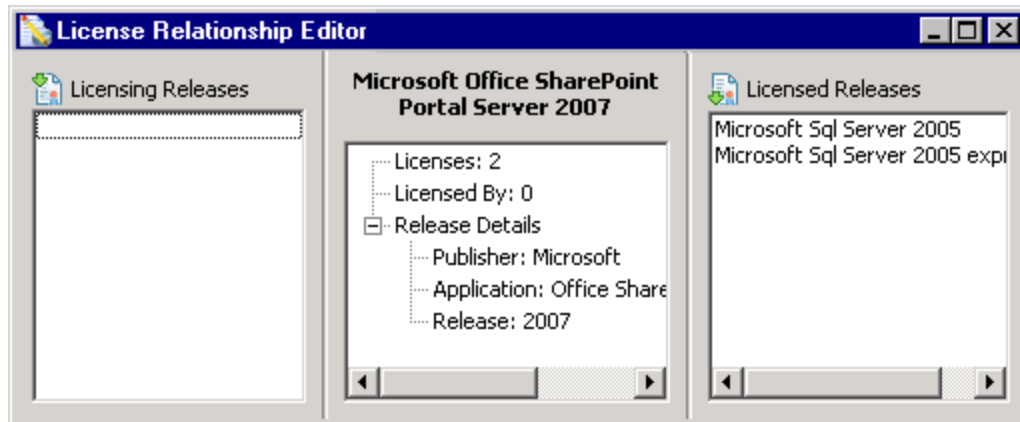 License Relationship Editor
Licensing Releases
Microsoft Office SharePoint
Portal Server 2007
Licenses: 2
Licensed By: 0
Release Details
Publisher: Microsoft
Application: Office Share
Release: 2007
Licensed Releases
Microsoft Sql Server 2005
Microsoft Sql Server 2005 expr